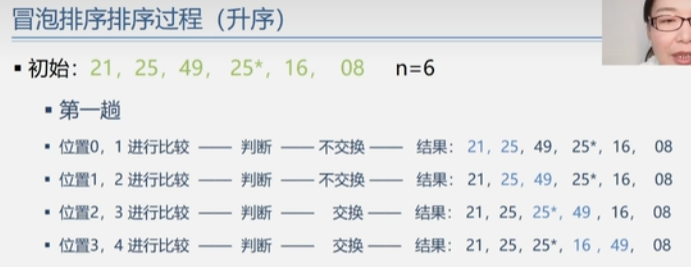 冒泡排序排序过程（升序）
▪ 初始：21， 25， 49， 25*， 16， 08 n=6
▪ 第一趟
▪ 位置0，1 进行比较 —— 判断 —— 不交换 —— 结果：21，25，49，25*，16，08
▪ 位置1，2 进行比较 —— 判断 —— 不交换 —— 结果：21，25，49，25*，16，08
▪ 位置2，3 进行比较 —— 判断 —— 交换 —— 结果：21，25，25*，49，16，08
▪ 位置3，4 进行比较 —— 判断 —— 交换 —— 结果：21，25，25*，16，49，08